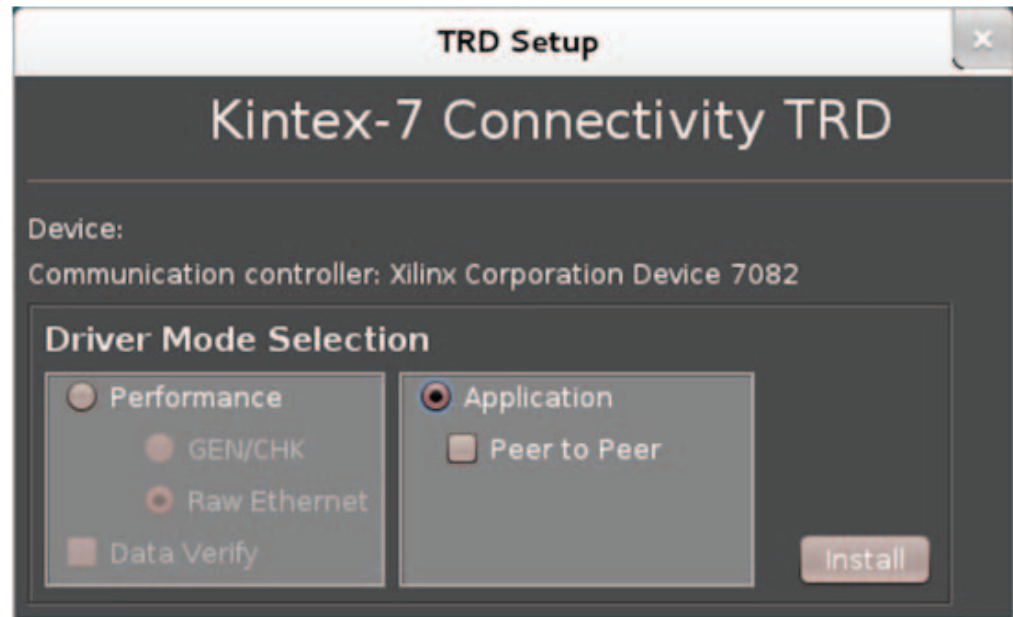 TRD Setup
Kintex-7 Connectivity TRD
Device:
Communication controller: Xilinx Corporation Device 7082
Driver Mode Selection
Performance
GEN/CHK
Raw Ethernet
Data Verify
Application
Peer to Peer
Install